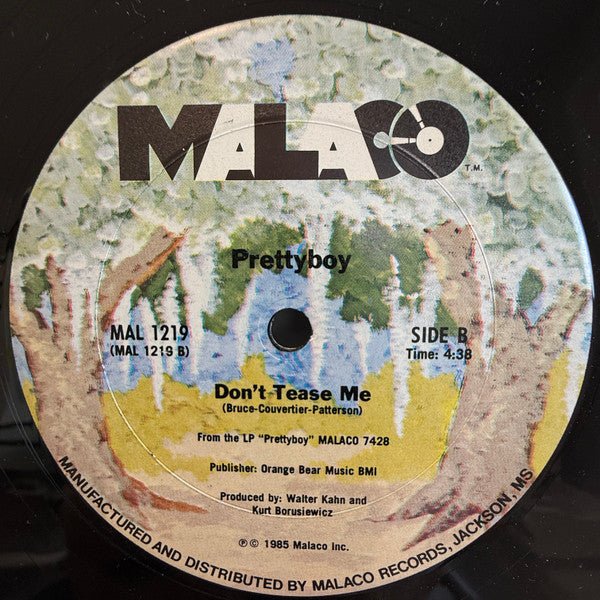 MALACO T.M.
Prettyboy
MAL 1219
(MAL 1219 B)
SIDE B
Time: 4:38
Don't Tease Me
(Bruce-Couvertier-Patterson)
From the LP "Prettyboy" MALACO 7428
Publisher: Orange Bear Music BMI
Produced by: Walter Kahn and
Kurt Borusiewicz
℗ © 1985 Malaco Inc.
MANUFACTURED AND DISTRIBUTED BY MALACO RECORDS, JACKSON, MS